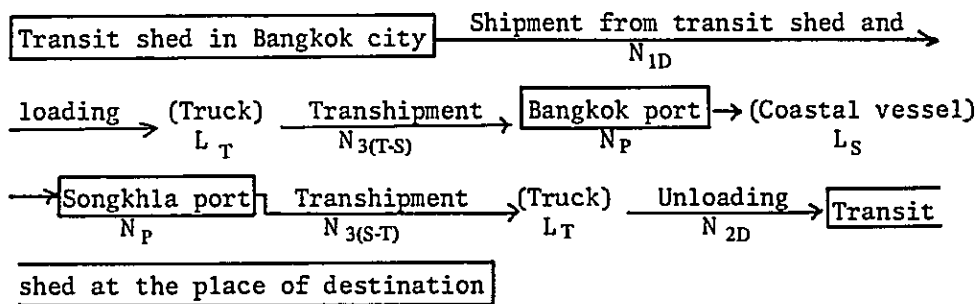 Transit shed in Bangkok city Shipment from transit shed and
N1D
loading (Truck) Transhipment Bangkok port (Coastal vessel)
LT N3(T-S) NP LS
Songkhla port Transhipment (Truck) Unloading Transit
NP N3(S-T) LT N2D
shed at the place of destination